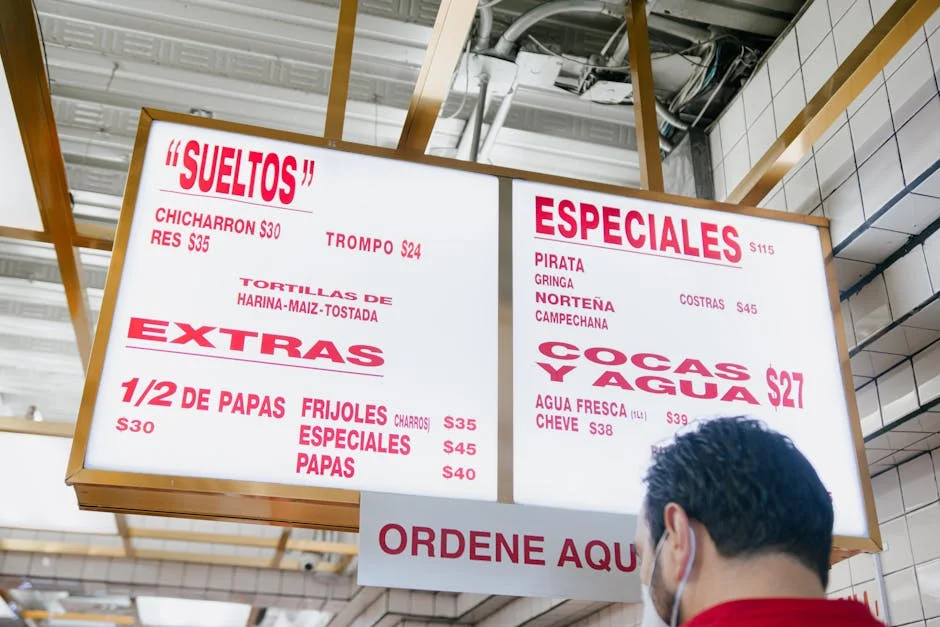 “SUELTOS”
CHICHARRON $30
RES $35
TROMPO $24
TORTILLAS DE
HARINA-MAIZ-TOSTADA
EXTRAS
1/2 DE PAPAS
$30
FRIJOLES CHARROS) $35
ESPECIALES $45
PAPAS $40
ESPECIALES $115
PIRATA
GRINGA
NORTEÑA
CAMPECHANA
COSTRAS $45
COCAS
Y AGUA $27
AGUA FRESCA (1Lt) $39
CHEVE $38
ORDENE AQU